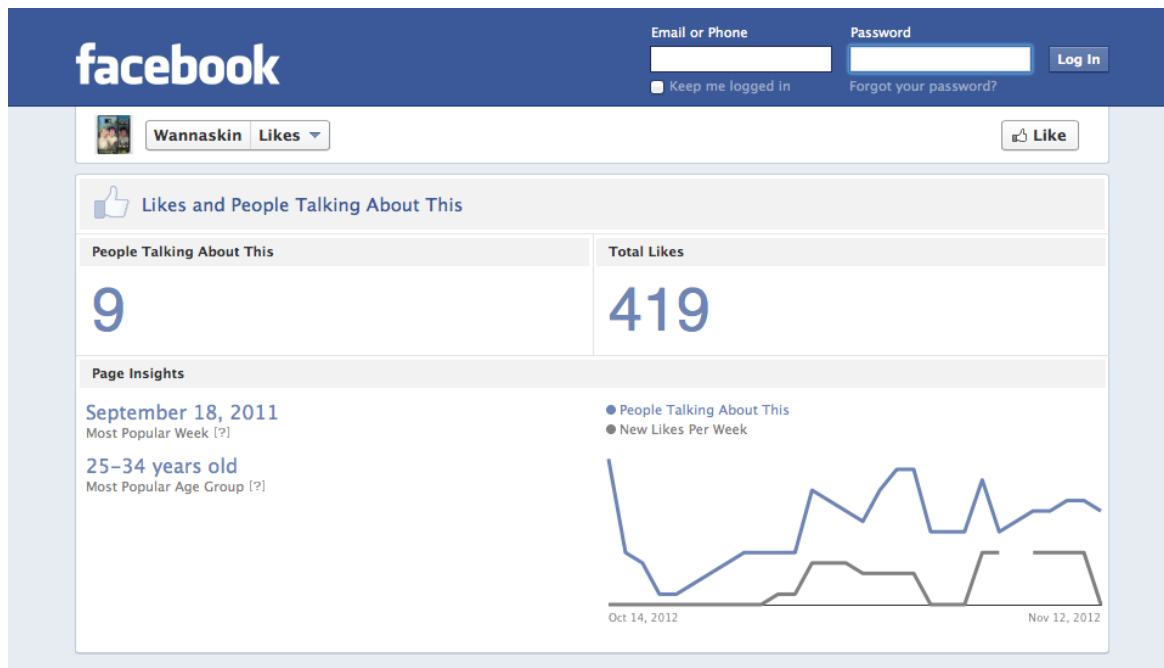 facebook
Email or Phone
Password
Log In
Keep me logged in
Forgot your password?
Wannaskin Likes
Like
Likes and People Talking About This
People Talking About This
Total Likes
9
419
Page Insights
September 18, 2011
Most Popular Week [?]
25–34 years old
Most Popular Age Group [?]
People Talking About This
New Likes Per Week
Oct 14, 2012
Nov 12, 2012